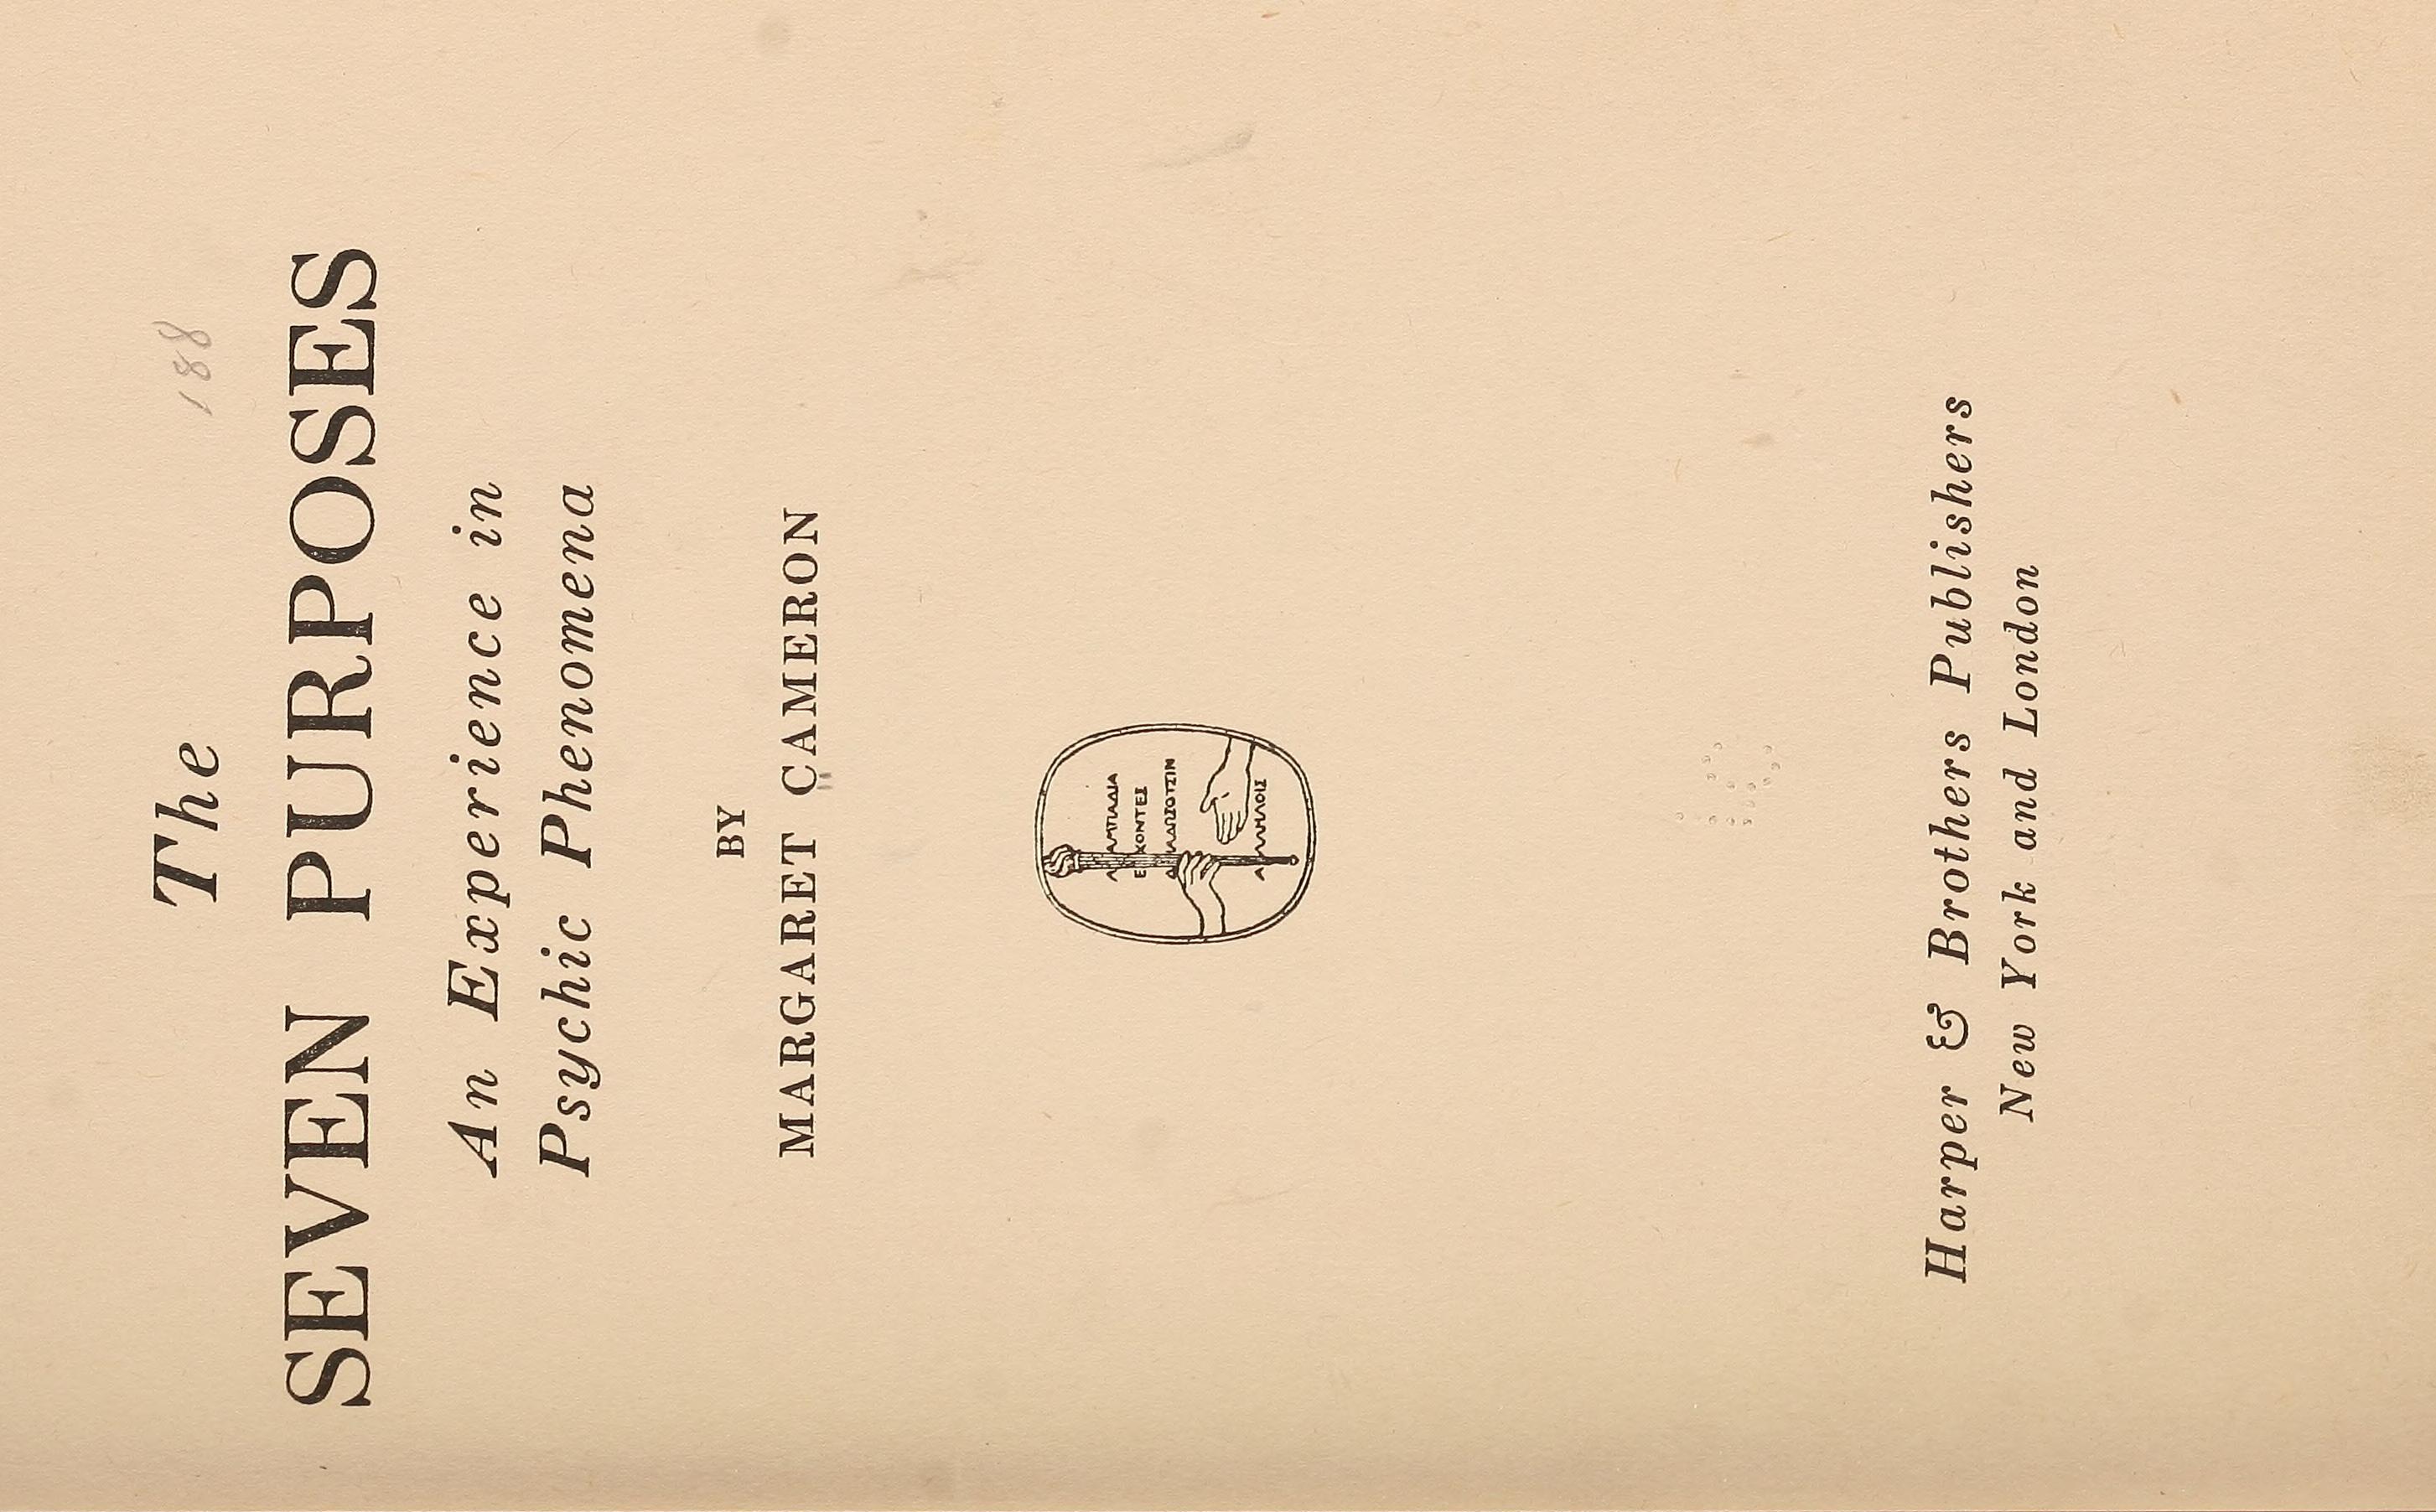 188
The
SEVEN PURPOSES
An Experience in
Psychic Phenomena
BY
MARGARET CAMERON
ΛΑΜΠΑΔΙΑ
ΕΧΟΝΤΕΣ
ΔΙΑΔΩΣΟΥΣΙΝ
ΑΛΛΗΛΟΙΣ
Harper & Brothers Publishers
New York and London